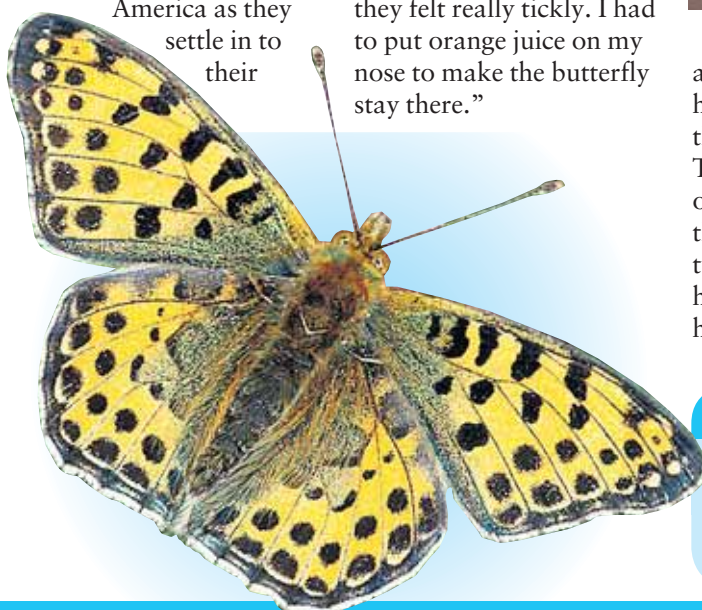 America as they
settle in to
their
they felt really tickly. I had
to put orange juice on my
nose to make the butterfly
stay there.”